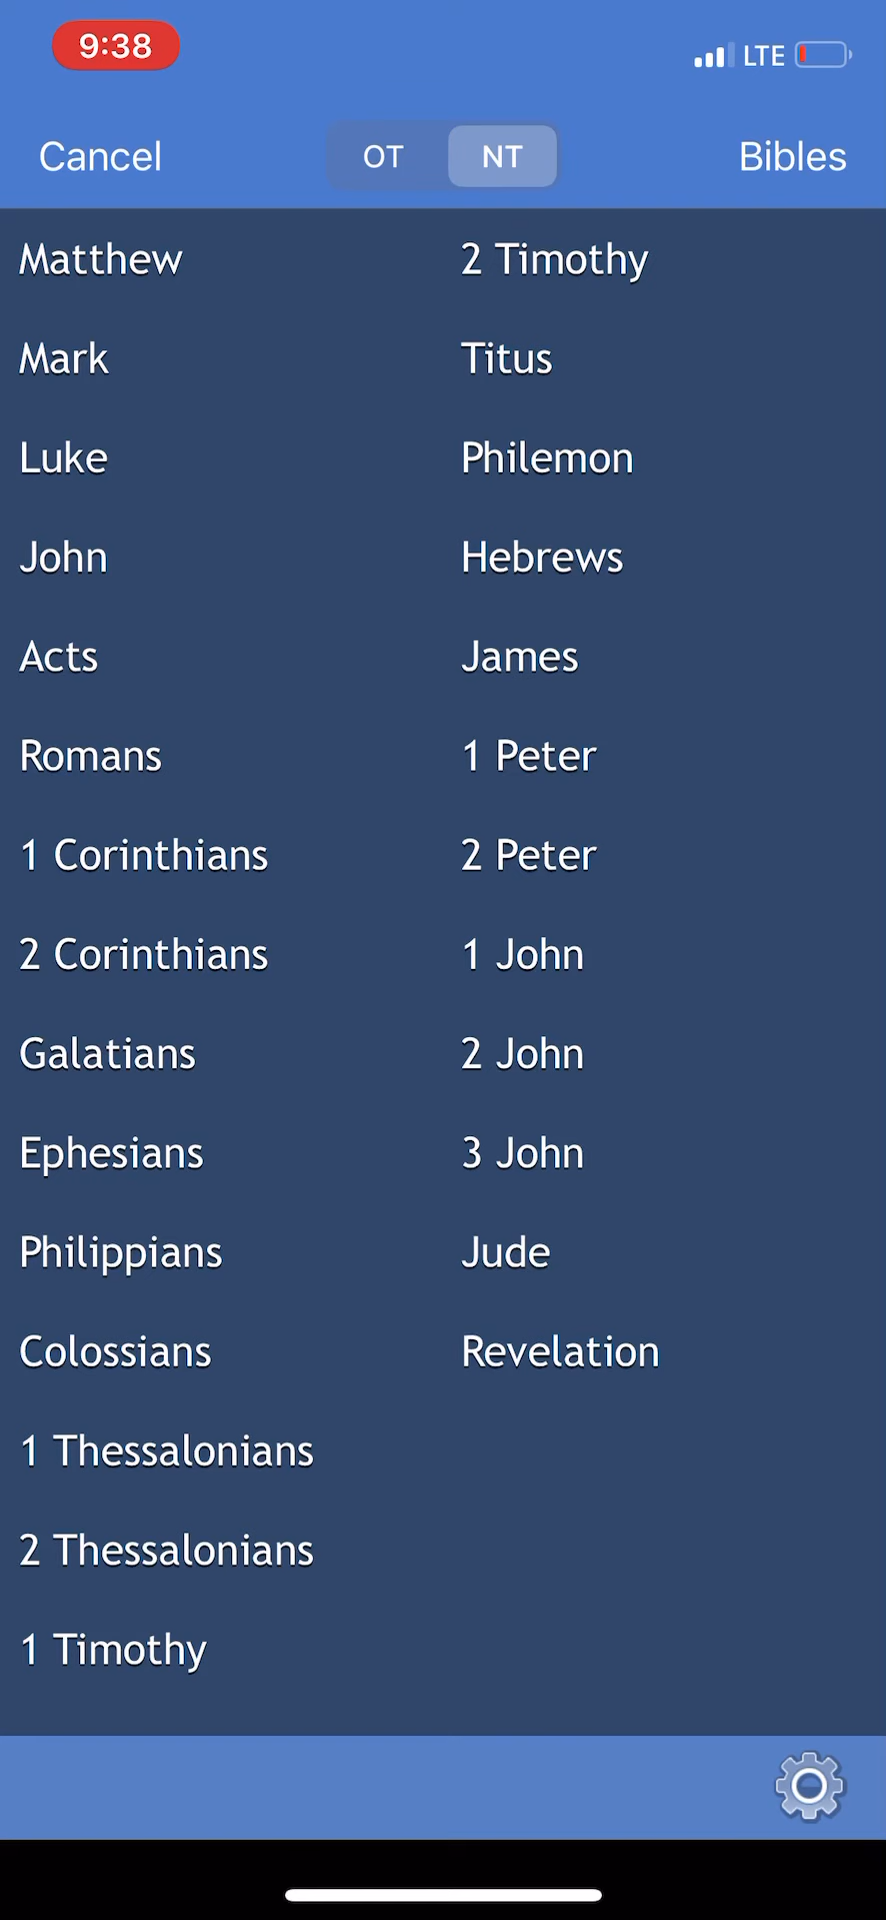 9:38
LTE
Cancel
OT
NT
Bibles
Matthew
Mark
Luke
John
Acts
Romans
1 Corinthians
2 Corinthians
Galatians
Ephesians
Philippians
Colossians
1 Thessalonians
2 Thessalonians
1 Timothy
2 Timothy
Titus
Philemon
Hebrews
James
1 Peter
2 Peter
1 John
2 John
3 John
Jude
Revelation